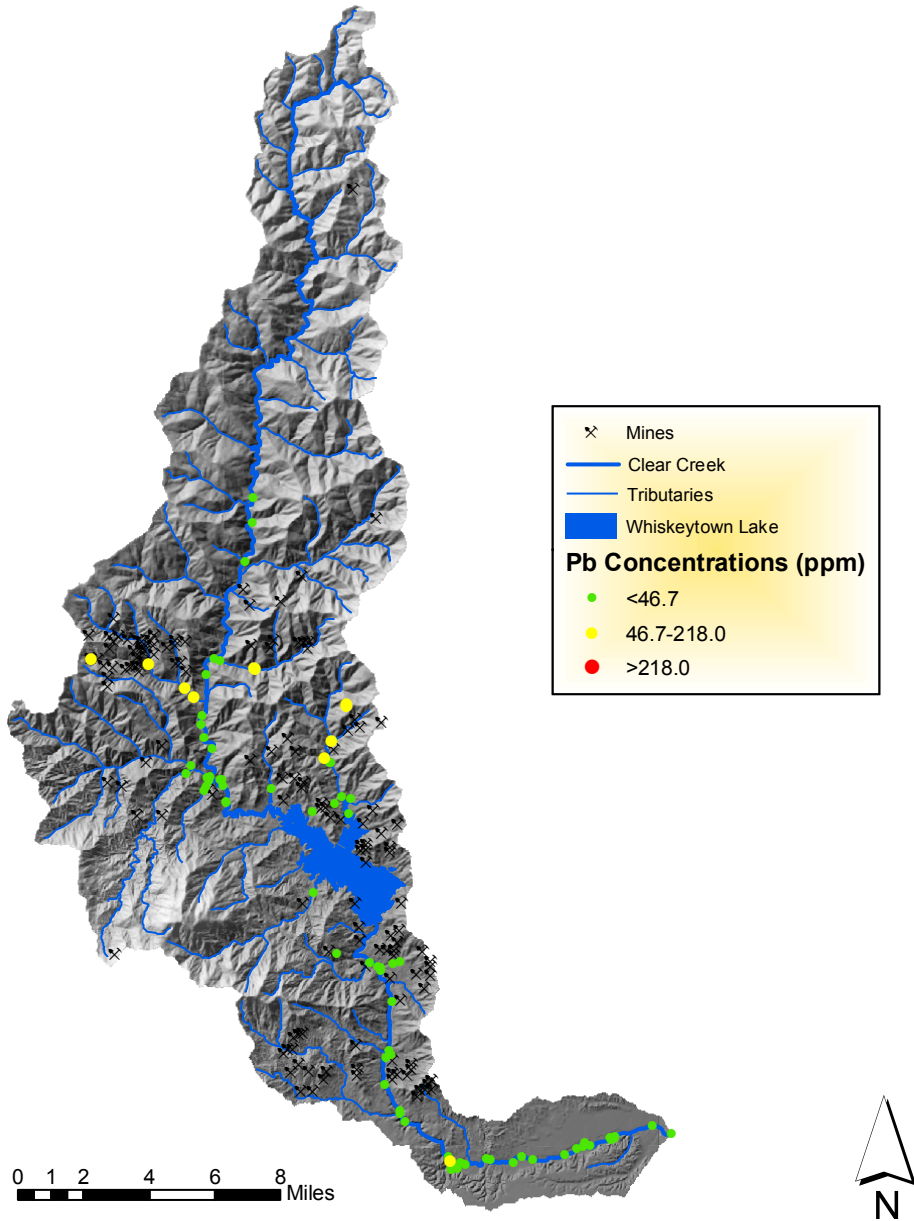 Mines
Clear Creek
Tributaries
Whiskeytown Lake
Pb Concentrations (ppm)
<46.7
46.7-218.0
>218.0
0 1 2 4 6 8
Miles
N